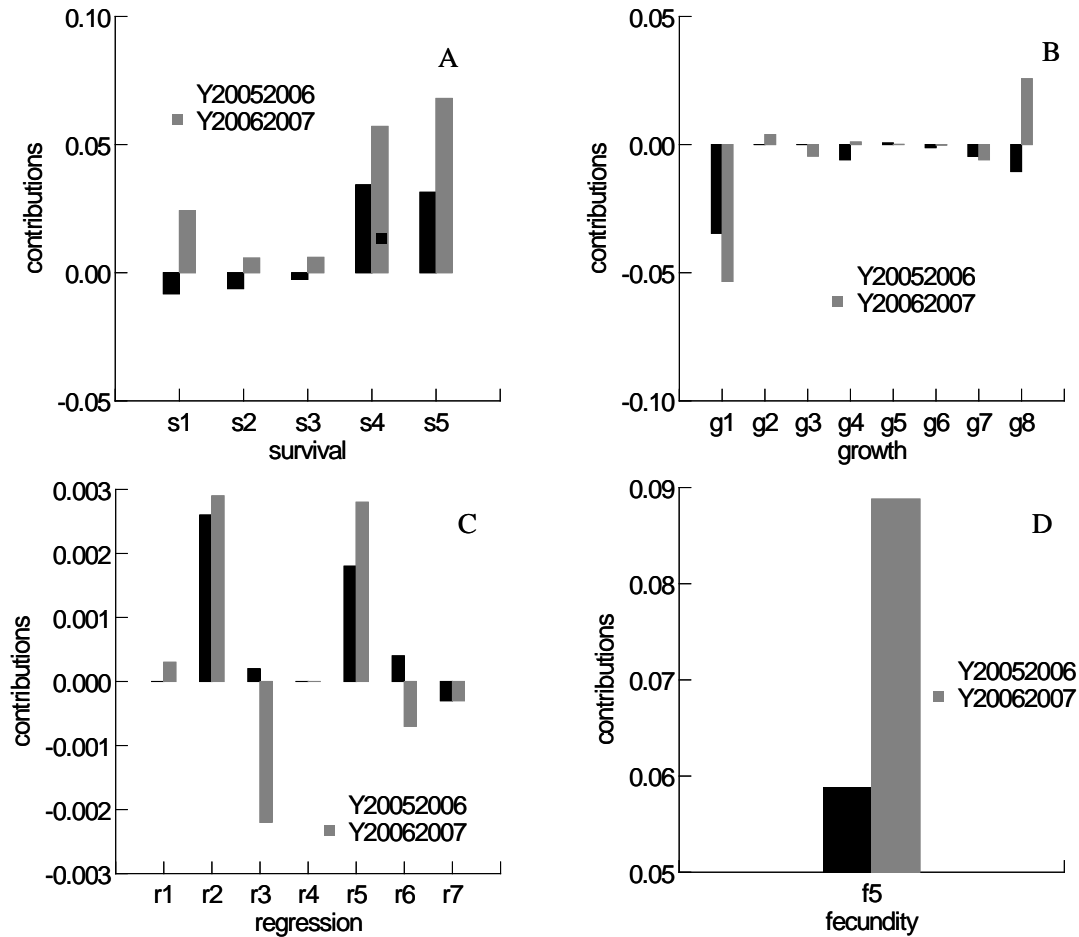 A
0.10
0.05
0.00
-0.05
contributions
Y20052006
Y20062007
s1 s2 s3 s4 s5
survival
B
0.05
0.00
-0.05
-0.10
contributions
Y20052006
Y20062007
g1 g2 g3 g4 g5 g6 g7 g8
growth
C
0.003
0.002
0.001
0.000
-0.001
-0.002
-0.003
contributions
Y20052006
Y20062007
r1 r2 r3 r4 r5 r6 r7
regression
D
0.09
0.08
0.07
0.06
0.05
contributions
Y20052006
Y20062007
f5
fecundity